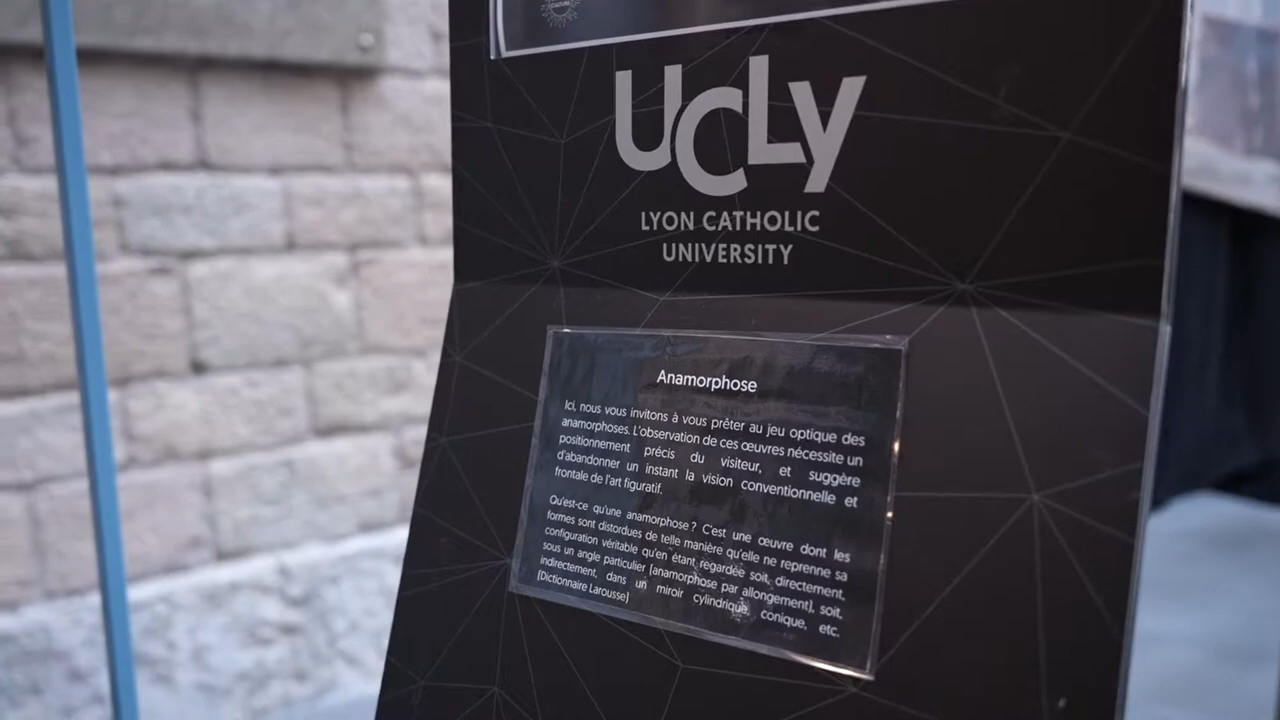 UCLy
LYON CATHOLIC
UNIVERSITY
Anamorphose
Ici, nous vous invitons à vous prêter au jeu optique des
anamorphoses. L'observation de ces œuvres nécessite un
positionnement précis du visiteur, et suggère
d'abandonner un instant la vision conventionnelle et
frontale de l'art figuratif.
Qu'est-ce qu'une anamorphose ? C'est une œuvre dont les
formes sont distordues de telle manière qu'elle ne reprenne sa
configuration véritable qu'en étant regardée soit, directement,
sous un angle particulier (anamorphose par allongement), soit,
indirectement, dans un miroir cylindrique, conique, etc.
(Dictionnaire Larousse)